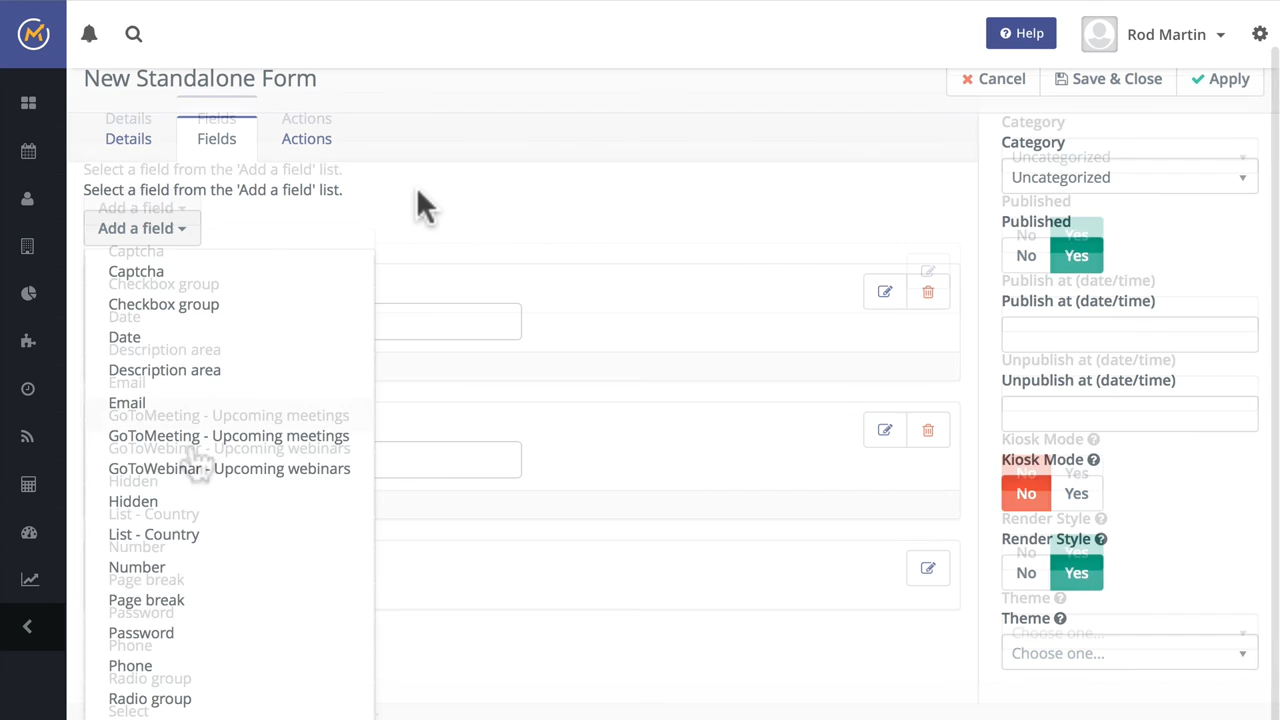 Help
Rod Martin
New Standalone Form
Cancel
Save & Close
Apply
Details
Fields
Actions
Details
Fields
Actions
Select a field from the 'Add a field' list.
Select a field from the 'Add a field' list.
Add a field
Add a field
Captcha
Captcha
Checkbox group
Checkbox group
Date
Date
Description area
Description area
Email
Email
GoToMeeting - Upcoming meetings
GoToMeeting - Upcoming meetings
GoToWebinar - Upcoming webinars
GoToWebinar - Upcoming webinars
Hidden
Hidden
List - Country
List - Country
Number
Number
Page break
Page break
Password
Password
Phone
Phone
Radio group
Radio group
Select
Category
Category
Uncategorized
Uncategorized
Published
Published
No Yes
No Yes
Publish at (date/time)
Publish at (date/time)
Unpublish at (date/time)
Unpublish at (date/time)
Kiosk Mode
Kiosk Mode
No Yes
No Yes
Render Style
Render Style
No Yes
No Yes
Theme
Theme
Choose one...
Choose one...